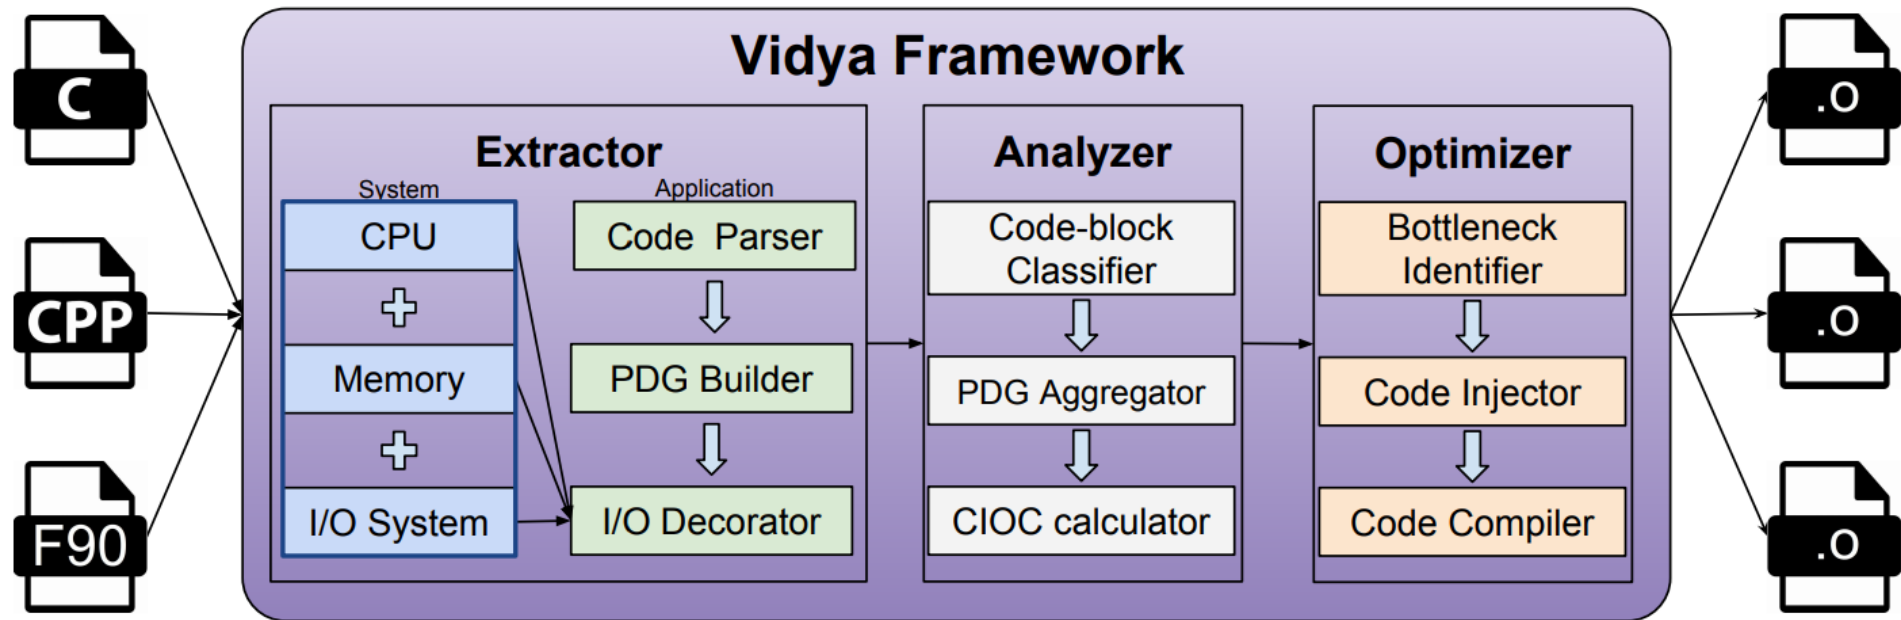 Vidya Framework
C
CPP
F90
Extractor
System
CPU
Memory
I/O System
Application
Code Parser
PDG Builder
I/O Decorator
Analyzer
Code-block
Classifier
PDG Aggregator
CIOC calculator
Optimizer
Bottleneck
Identifier
Code Injector
Code Compiler
.O
.O
.O